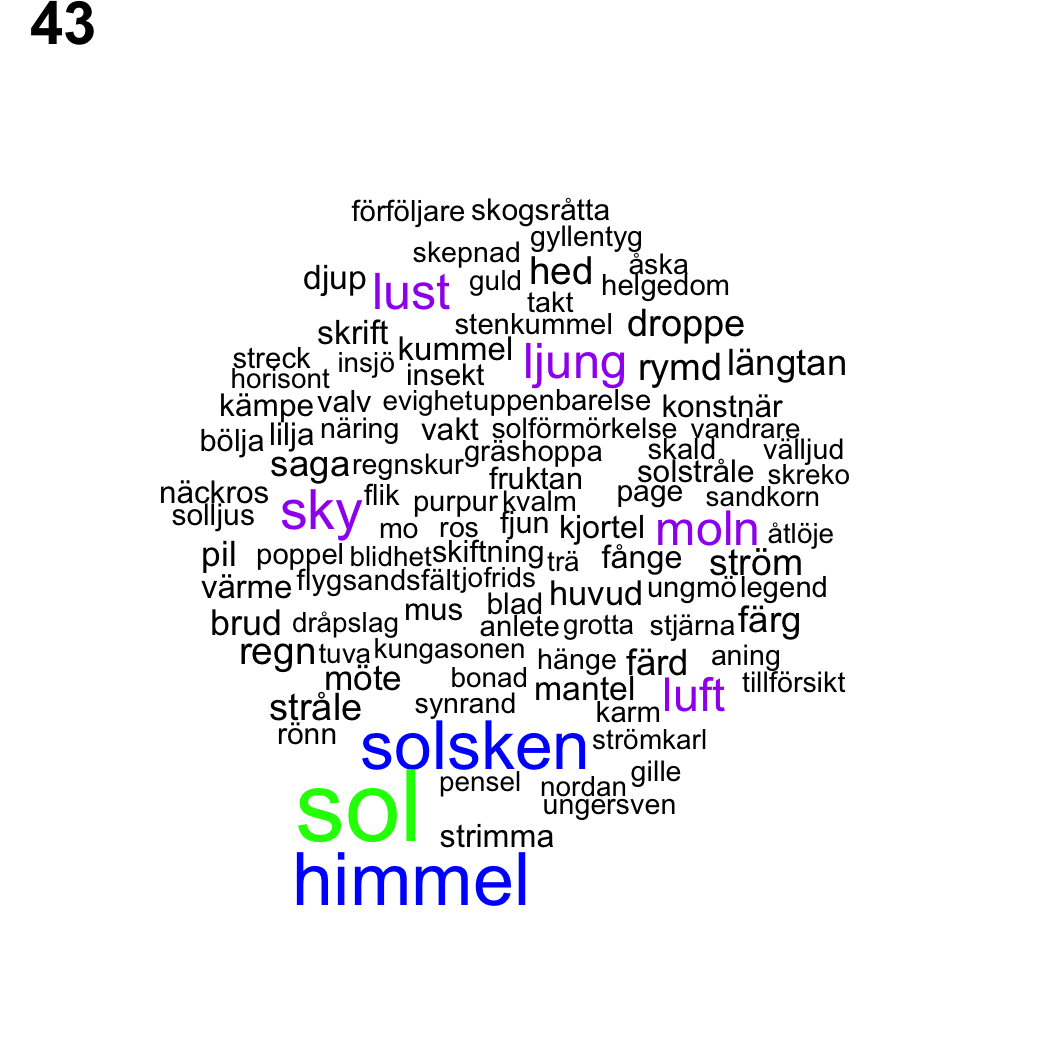 43
förföljare skogsråtta
gyllentyg
skepnad
åska
djup lust guld hed helgedom
takt
skrift stenkummel droppe
streck insjö kummel ljung rymd längtan
horisont insekt
kämpe valv evighet uppenbarelse konstnär
bölja lilja näring vakt solförmörkelse vandrare
gräshoppa skald välljud
saga regnskur fruktan solstråle skreko
näckros sky flik purpur kvalm page sandkorn
solljus mo ros fjun kjortel moln åtlöje
pil poppel blidhet skiftning trä fånge ström
värme flygsandsfält jofrids huvud ungmö legend
brud dråpslag mus blad anlete grotta stjärna färg
regn tuva kungasonen hänge färd aning
möte bonad mantel luft tillförsikt
stråle synrand karm
rönn solsken strömkarl
sol pensel nordan gille
ungersven
strimma
himmel